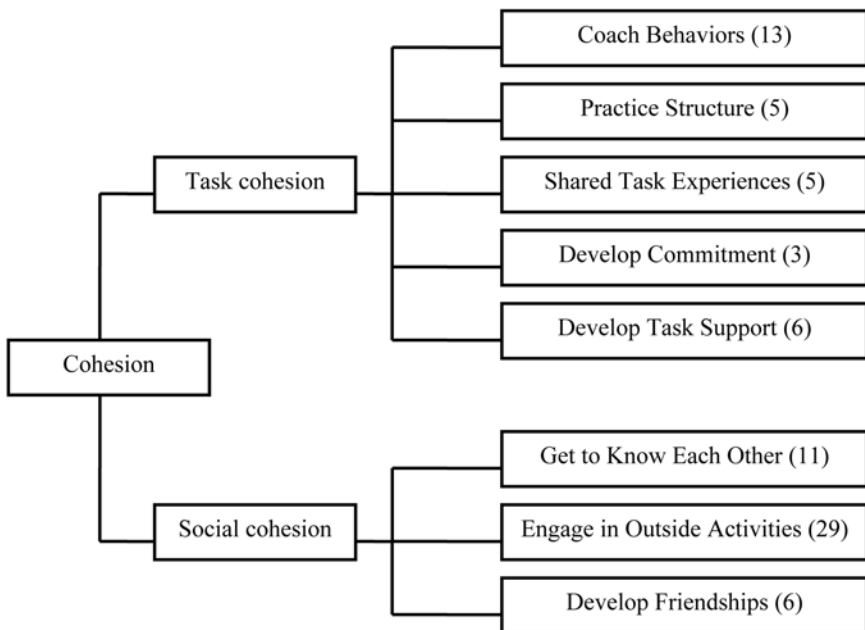 Coach Behaviors (13)
Practice Structure (5)
Task cohesion
Shared Task Experiences (5)
Develop Commitment (3)
Develop Task Support (6)
Cohesion
Get to Know Each Other (11)
Social cohesion
Engage in Outside Activities (29)
Develop Friendships (6)